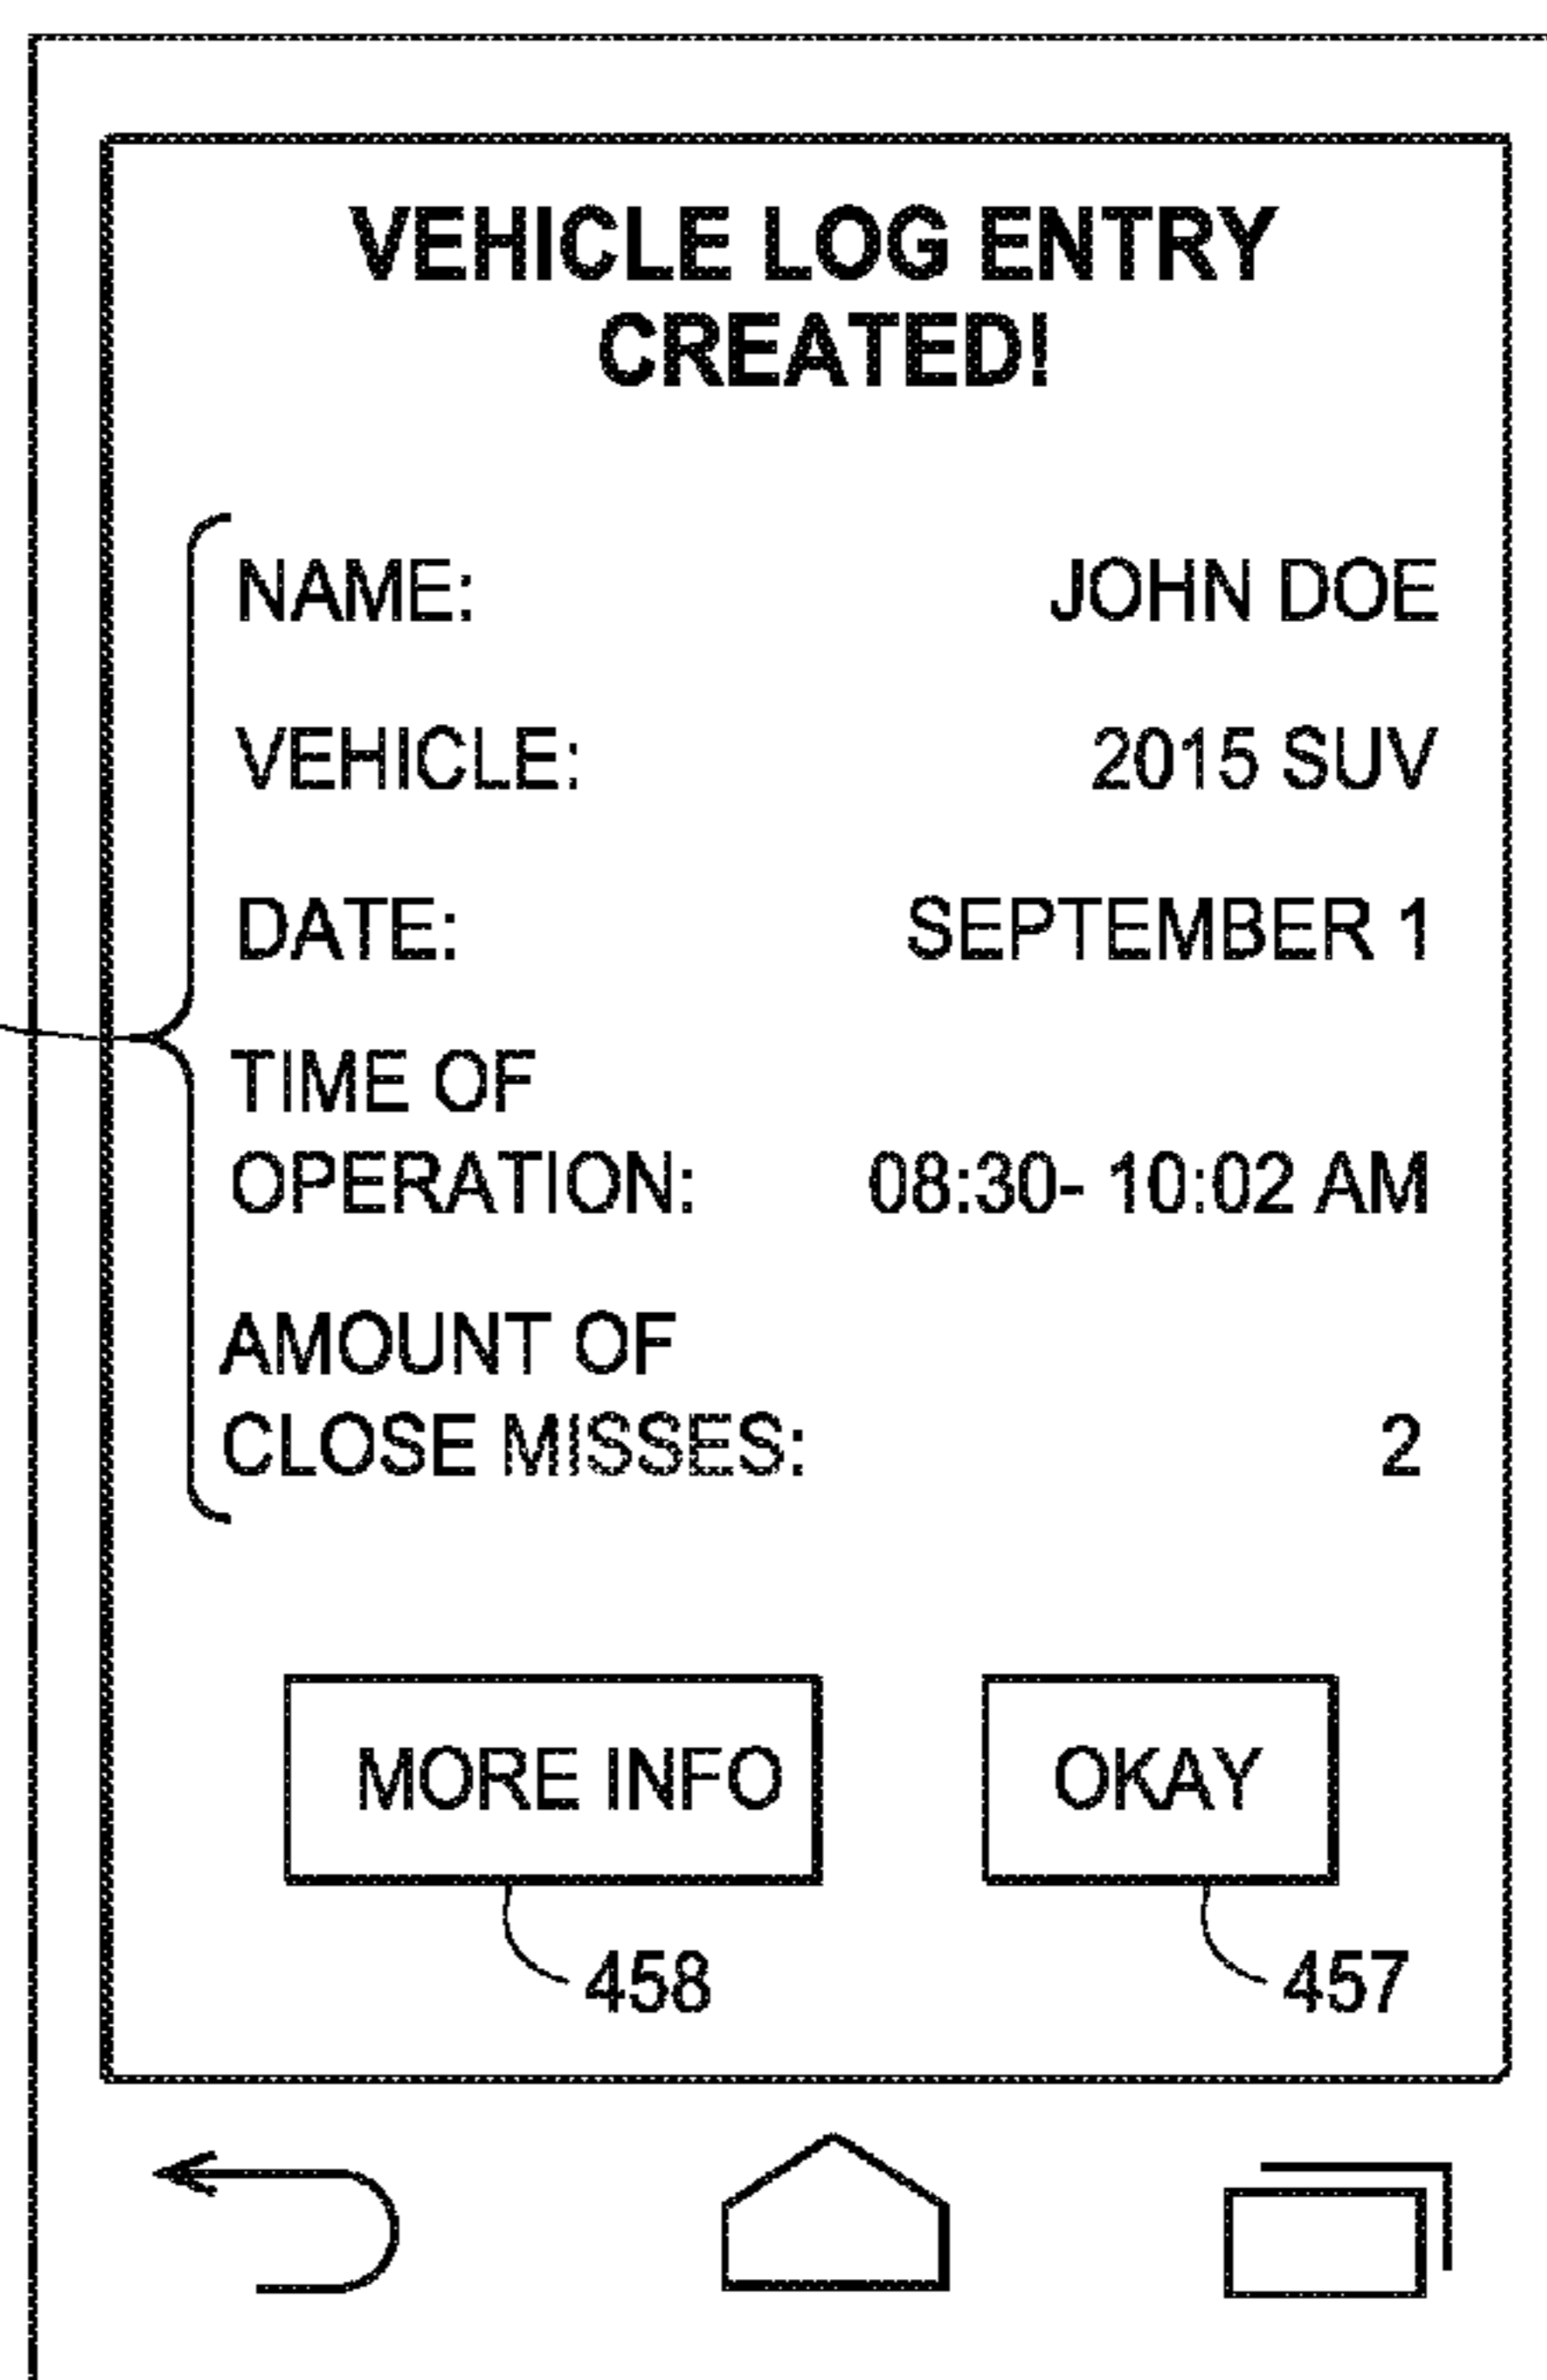 VEHICLE LOG ENTRY
CREATED!
NAME: JOHN DOE
VEHICLE: 2015 SUV
DATE: SEPTEMBER 1
TIME OF
OPERATION: 08:30- 10:02 AM
AMOUNT OF
CLOSE MISSES: 2
MORE INFO OKAY
458 457